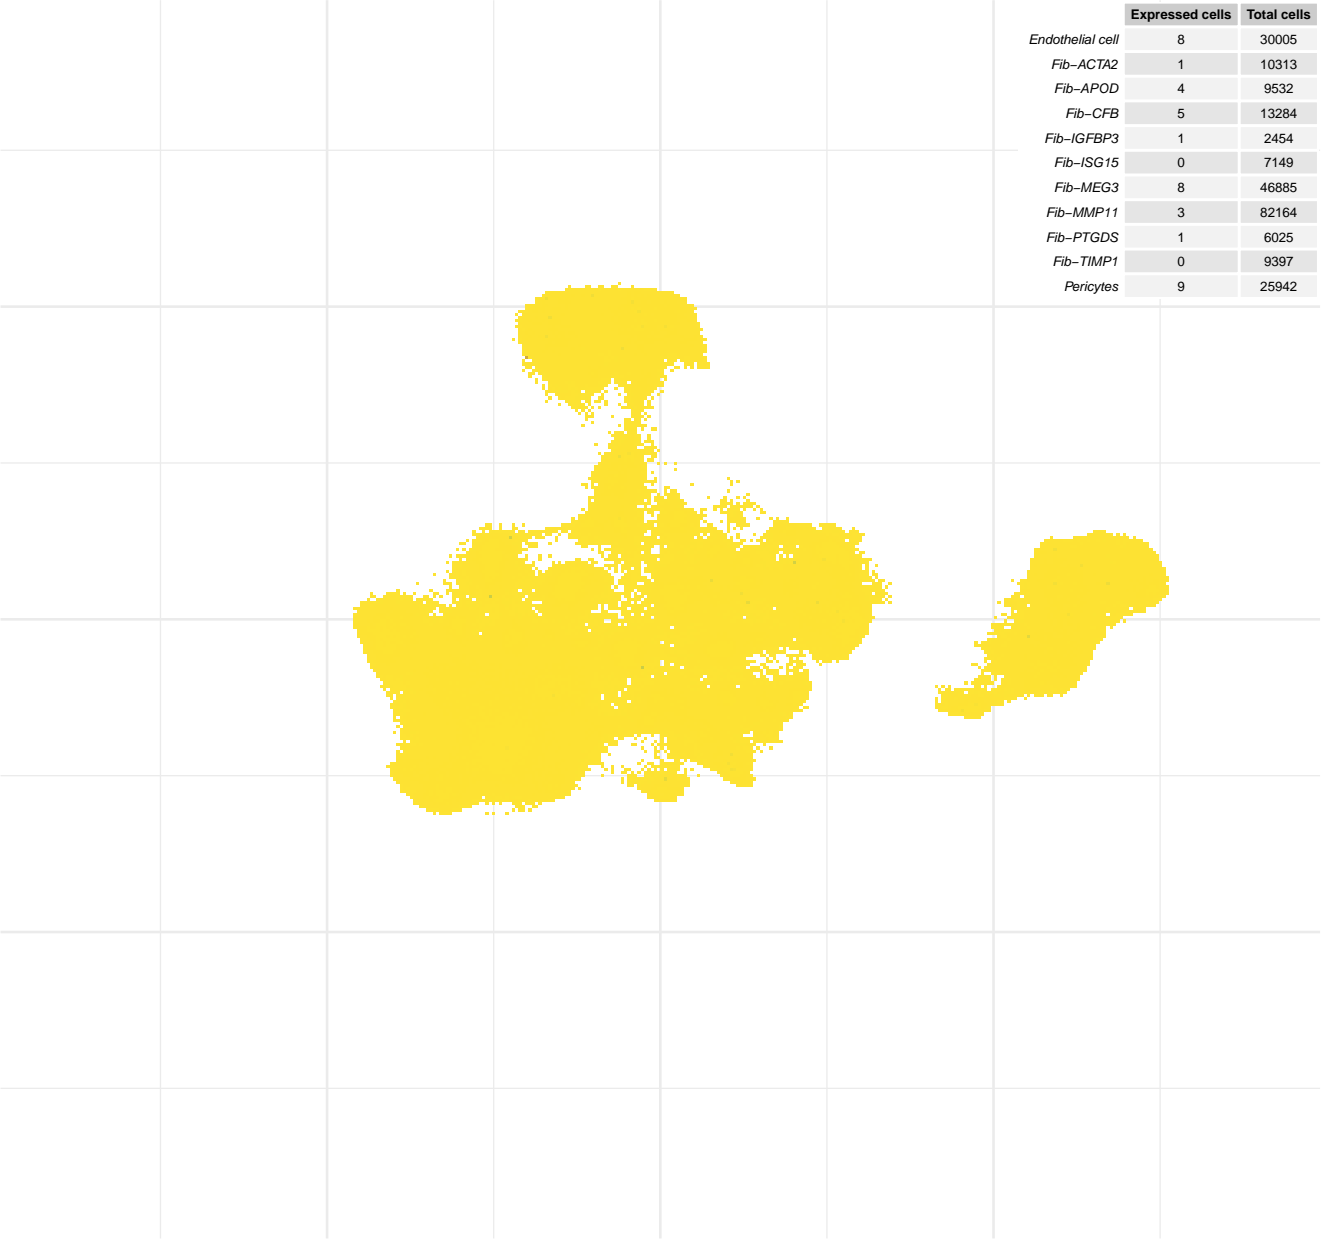 Expressed cells Total cells
Endothelial cell 8 30005
Fib−ACTA2 1 10313
Fib−APOD 4 9532
Fib−CFB 5 13284
Fib−IGFBP3 1 2454
Fib−ISG15 0 7149
Fib−MEG3 8 46885
Fib−MMP11 3 82164
Fib−PTGDS 1 6025
Fib−TIMP1 0 9397
Pericytes 9 25942